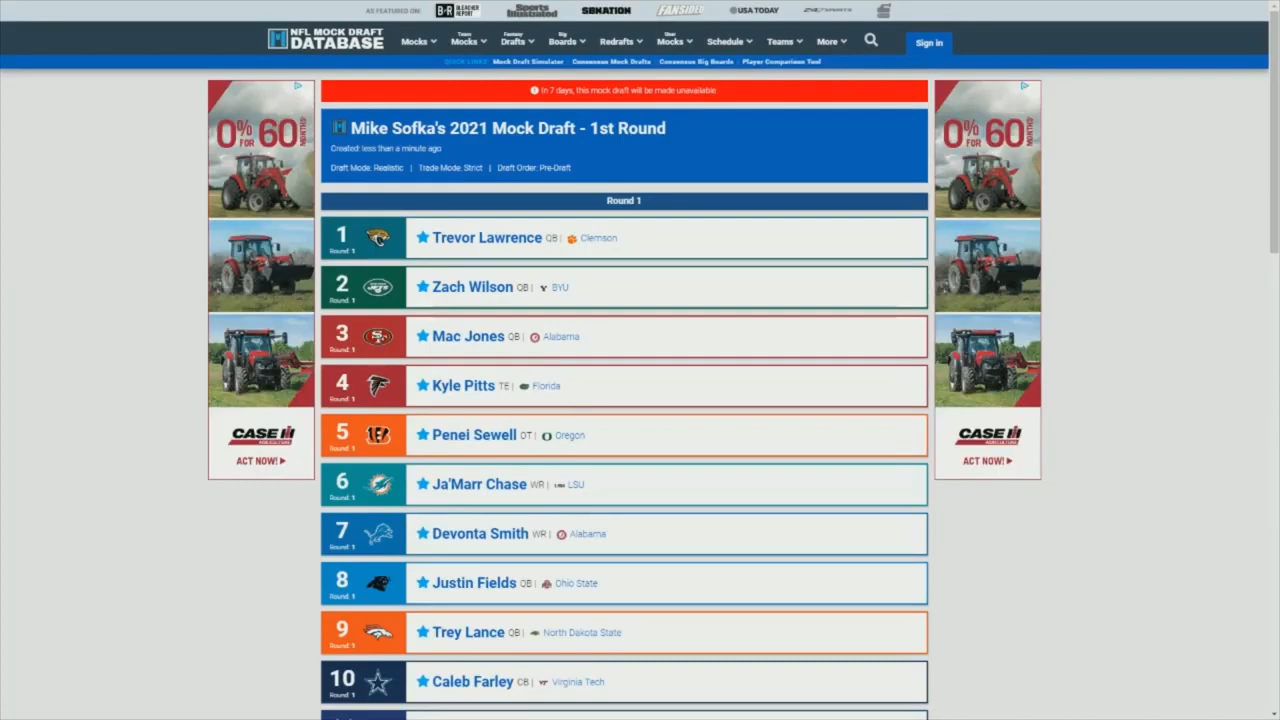 AS FEATURED ON: B/R BLEACHER REPORT Sports Illustrated SBNATION FANSIDED USA TODAY 247SPORTS
NFL MOCK DRAFT DATABASE
Mocks Team Mocks Fantasy Drafts Big Boards Redrafts User Mocks Schedule Teams More Sign in
QUICK LINKS: Mock Draft Simulator Consensus Mock Drafts Consensus Big Boards Player Comparison Tool
In 7 days, this mock draft will be made unavailable.
Mike Sofka's 2021 Mock Draft - 1st Round
Created: less than a minute ago
Draft Mode: Realistic | Trade Mode: Strict | Draft Order: Pre-Draft
Round 1
1 Round: 1 Trevor Lawrence QB | Clemson
2 Round: 1 JETS Zach Wilson QB | BYU
3 Round: 1 SF Mac Jones QB | Alabama
4 Round: 1 Kyle Pitts TE | Florida
5 Round: 1 Penei Sewell OT | Oregon
6 Round: 1 Ja'Marr Chase WR | LSU
7 Round: 1 Devonta Smith WR | Alabama
8 Round: 1 Justin Fields QB | Ohio State
9 Round: 1 Trey Lance QB | North Dakota State
10 Round: 1 Caleb Farley CB | Virginia Tech
0% FOR 60 MONTHS!
CASE IH
AGRICULTURE
ACT NOW!
0% FOR 60 MONTHS!
CASE IH
AGRICULTURE
ACT NOW!